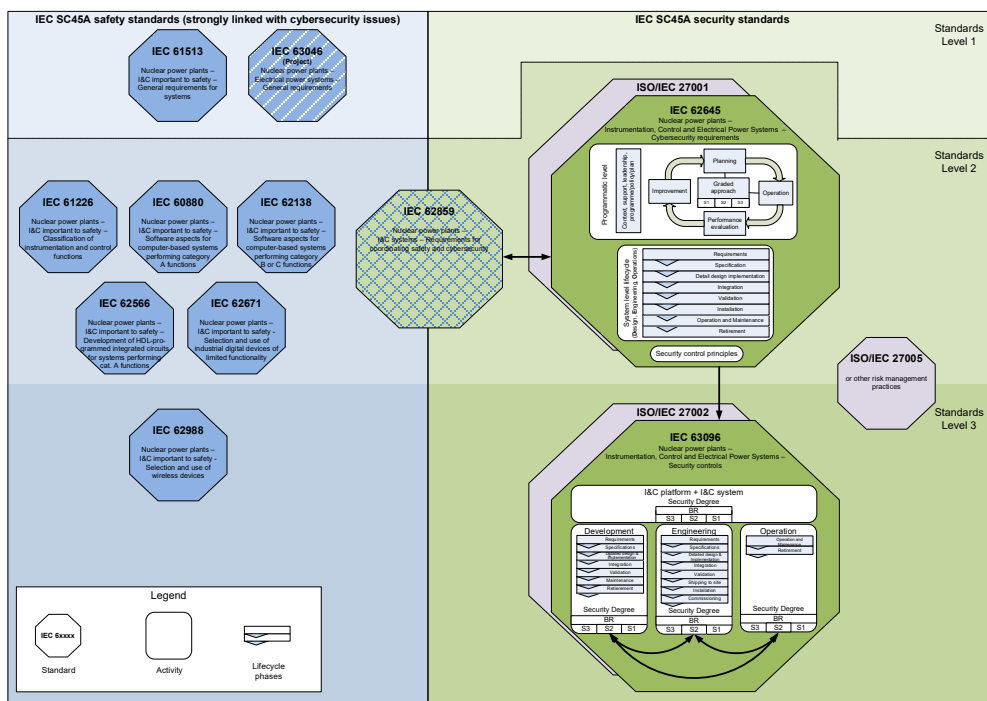 IEC SC45A safety standards (strongly linked with cybersecurity issues)
IEC SC45A security standards
Standards
Level 1
IEC 61513
Nuclear power plants –
I&C important to safety –
General requirements for
systems
IEC 63046
(Project)
Nuclear power plants –
Electrical power systems –
General requirements
ISO/IEC 27001
IEC 62645
Nuclear power plants –
Instrumentation, Control and Electrical Power Systems –
Cybersecurity requirements
Programmatic level
Context, support, leadership,
programme/policy/plan
Planning
Improvement
Graded
approach
S1 S2 S3
Operation
Performance
evaluation
System level lifecycle
(Design, Engineering, Operations)
Requirements
Specification
Detail design implementation
Integration
Validation
Installation
Operation and Maintenance
Retirement
Security control principles
Standards
Level 2
IEC 61226
Nuclear power plants –
I&C important to safety –
Classification of
instrumentation and control
functions
IEC 60880
Nuclear power plants –
I&C important to safety –
Software aspects for
computer-based systems
performing category
A functions
IEC 62138
Nuclear power plants –
I&C important to safety –
Software aspects for
computer-based systems
performing category
B or C functions
IEC 62859
Nuclear power plants –
I&C systems – Requirements for
coordinating safety and cybersecurity
IEC 62566
Nuclear power plants –
I&C important to safety –
Development of HDL-pro-
grammed integrated circuits
for systems performing
cat. A functions
IEC 62671
Nuclear power plants –
I&C important to safety -
Selection and use of
industrial digital devices of
limited functionality
ISO/IEC 27005
or other risk management
practices
Standards
Level 3
IEC 62988
Nuclear power plants –
I&C important to safety -
Selection and use of
wireless devices
ISO/IEC 27002
IEC 63096
Nuclear power plants –
Instrumentation, Control and Electrical Power Systems –
Security controls
I&C platform + I&C system
Security Degree
BR
S3 S2 S1
Development
Requirements
Specifications
Detailed design &
implementation
Integration
Validation
Maintenance
Retirement
Security Degree
BR
S3 S2 S1
Engineering
Requirements
Specifications
Detailed design &
implementation
Integration
Validation
Shipping to site
Installation
Commissioning
Security Degree
BR
S3 S2 S1
Operation
Operation and
Maintenance
Retirement
Security Degree
BR
S3 S2 S1
Legend
IEC 6xxxx
Standard
Activity
Lifecycle
phases